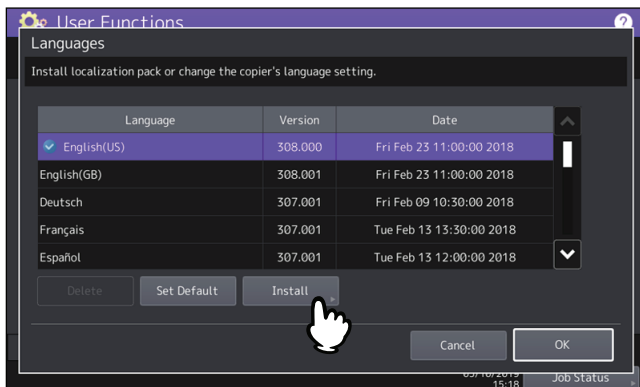 User Functions
Languages
Install localization pack or change the copier's language setting.
Language Version Date
English(US) 308.000 Fri Feb 23 11:00:00 2018
English(GB) 308.001 Fri Feb 23 11:00:00 2018
Deutsch 307.001 Fri Feb 09 10:30:00 2018
Français 307.001 Tue Feb 13 13:30:00 2018
Español 307.001 Tue Feb 13 12:00:00 2018
Delete Set Default Install
Cancel OK
15:18 Job Status